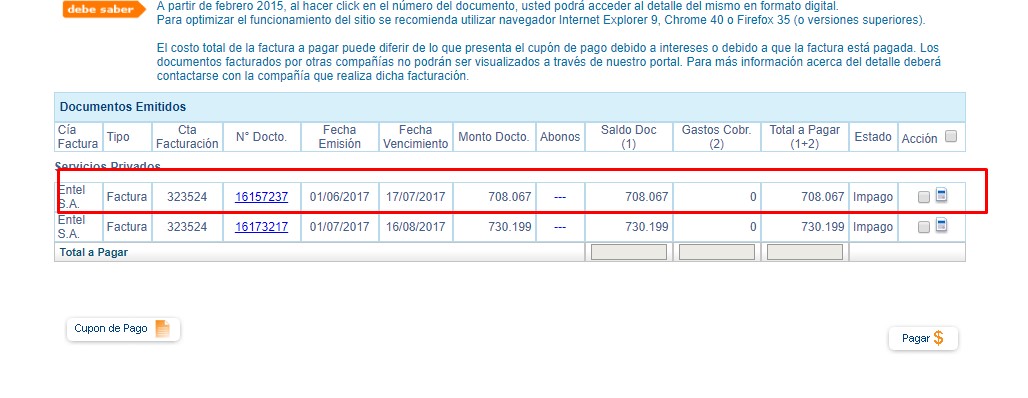 debe saber
A partir de febrero 2015, al hacer click en el número del documento, usted podrá acceder al detalle del mismo en formato digital.
Para optimizar el funcionamiento del sitio se recomienda utilizar navegador Internet Explorer 9, Chrome 40 o Firefox 35 (o versiones superiores).
El costo total de la factura a pagar puede diferir de lo que presenta el cupón de pago debido a intereses o debido a que la factura está pagada. Los
documentos facturados por otras compañías no podrán ser visualizados a través de nuestro portal. Para más información acerca del detalle deberá
contactarse con la compañía que realiza dicha facturación.
Documentos Emitidos
Cía Factura Tipo Cta Facturación N° Docto. Fecha Emisión Fecha Vencimiento Monto Docto. Abonos Saldo Doc (1) Gastos Cobr. (2) Total a Pagar (1+2) Estado Acción
Servicios Privados
Entel S.A. Factura 323524 16157237 01/06/2017 17/07/2017 708.067 --- 708.067 0 708.067 Impago
Entel S.A. Factura 323524 16173217 01/07/2017 16/08/2017 730.199 --- 730.199 0 730.199 Impago
Total a Pagar
Cupon de Pago
Pagar $